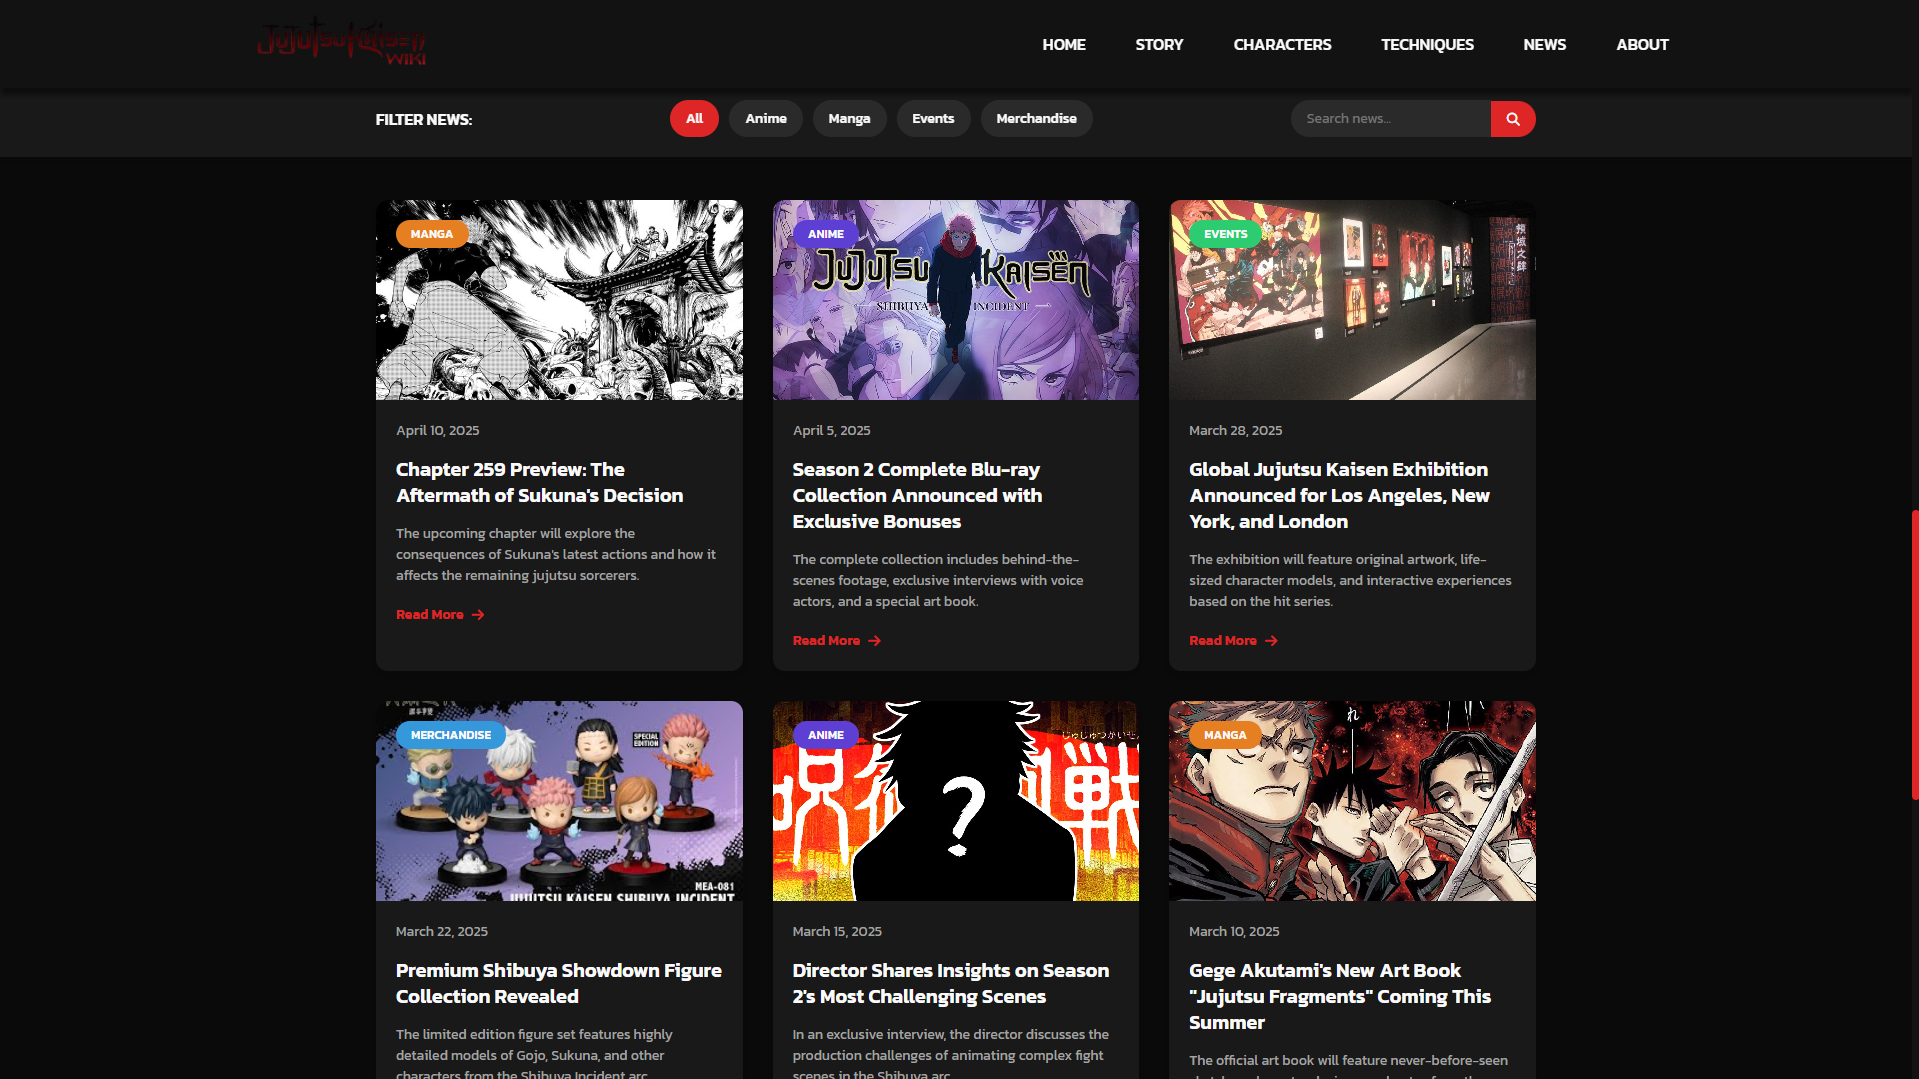 Jujutsu Kaisen
WIKI
HOME
STORY
CHARACTERS
TECHNIQUES
NEWS
ABOUT
FILTER NEWS:
All
Anime
Manga
Events
Merchandise
Search news...
MANGA
April 10, 2025
Chapter 259 Preview: The
Aftermath of Sukuna's Decision
The upcoming chapter will explore the
consequences of Sukuna's latest actions and how it
affects the remaining jujutsu sorcerers.
Read More
ANIME
JUJUTSU KAISEN
SHIBUYA INCIDENT
April 5, 2025
Season 2 Complete Blu-ray
Collection Announced with
Exclusive Bonuses
The complete collection includes behind-the-
scenes footage, exclusive interviews with voice
actors, and a special art book.
Read More
EVENTS
March 28, 2025
Global Jujutsu Kaisen Exhibition
Announced for Los Angeles, New
York, and London
The exhibition will feature original artwork, life-
sized character models, and interactive experiences
based on the hit series.
Read More
MERCHANDISE
SPECIAL
EDITION
MEA-081
JUJUTSU KAISEN SHIBUYA INCIDENT
March 22, 2025
Premium Shibuya Showdown Figure
Collection Revealed
The limited edition figure set features highly
detailed models of Gojo, Sukuna, and other
characters from the Shibuya Incident arc.
ANIME
じゅじゅつかいせん
呪術
戦
?
March 15, 2025
Director Shares Insights on Season
2's Most Challenging Scenes
In an exclusive interview, the director discusses the
production challenges of animating complex fight
scenes in the Shibuya arc.
MANGA
れ
March 10, 2025
Gege Akutami's New Art Book
"Jujutsu Fragments" Coming This
Summer
The official art book will feature never-before-seen